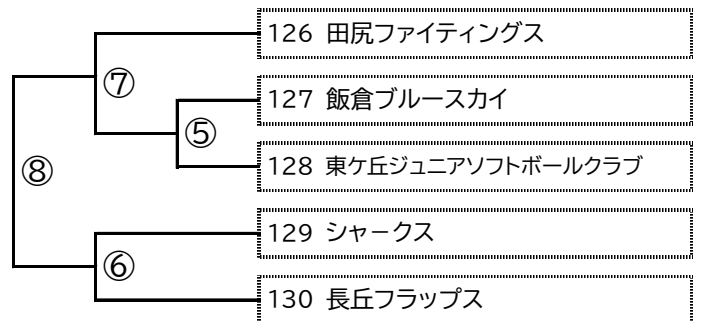 126 田尻ファイティングス
⑦
127 飯倉ブルースカイ
⑤
128 東ケ丘ジュニアソフトボールクラブ
⑧
129 シャークス
⑥
130 長丘フラップス